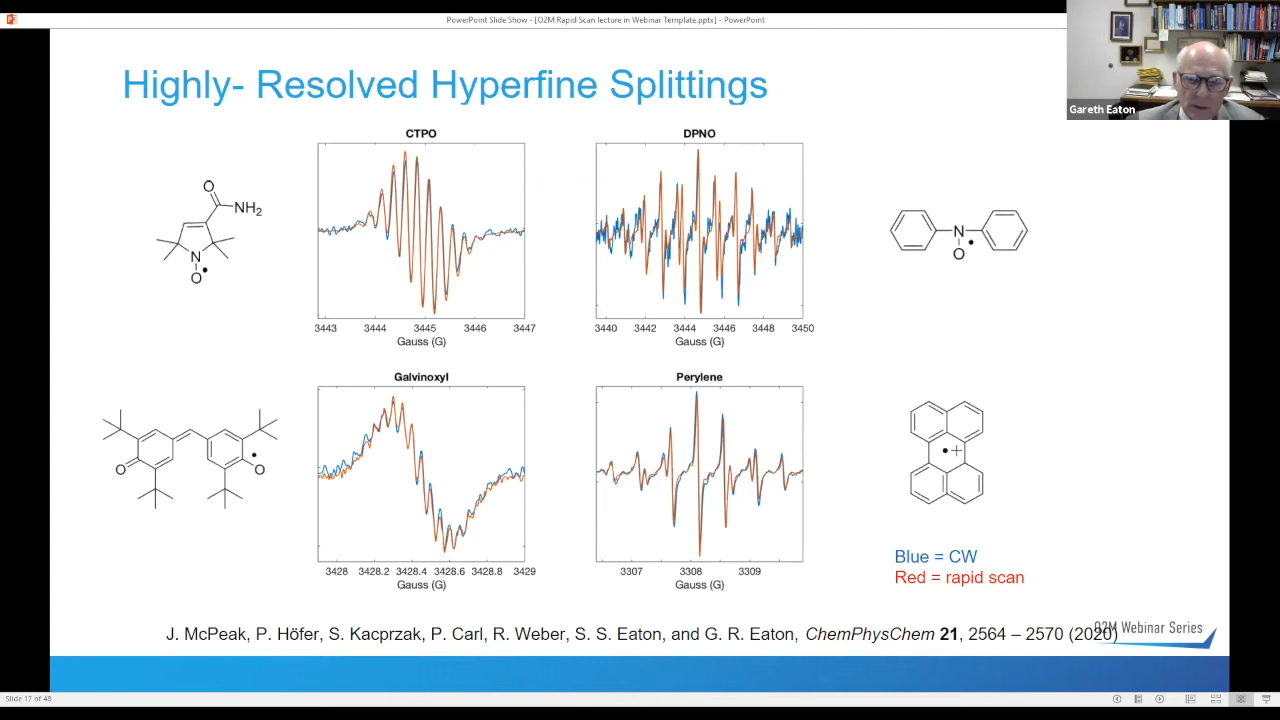 PowerPoint Slide Show - [O2M Rapid Scan lecture in Webinar Template.pptx] - PowerPoint
Gareth Eaton
Highly- Resolved Hyperfine Splittings
CTPO
3443 3444 3445 3446 3447
Gauss (G)
DPNO
3440 3442 3444 3446 3448 3450
Gauss (G)
O
NH2
N
O
N
O
Galvinoxyl
3428 3428.2 3428.4 3428.6 3428.8 3429
Gauss (G)
Perylene
3307 3308 3309
Gauss (G)
O
O
+
Blue = CW
Red = rapid scan
J. McPeak, P. Höfer, S. Kacprzak, P. Carl, R. Weber, S. S. Eaton, and G. R. Eaton, ChemPhysChem 21, 2564 – 2570 (2020)
O2M Webinar Series
Slide 17 of 48